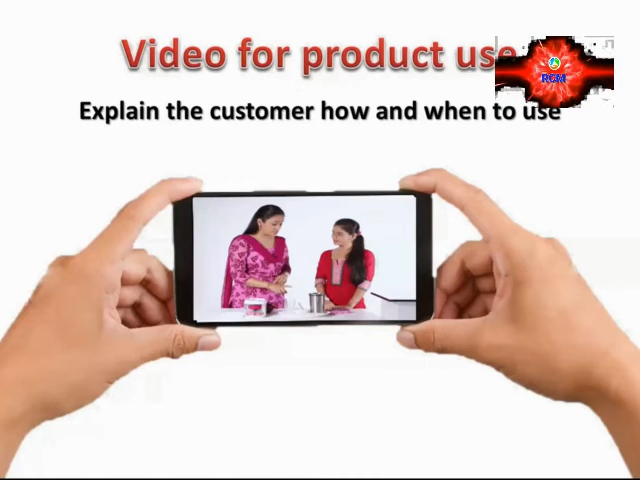 Video for product use
RCM
Explain the customer how and when to use